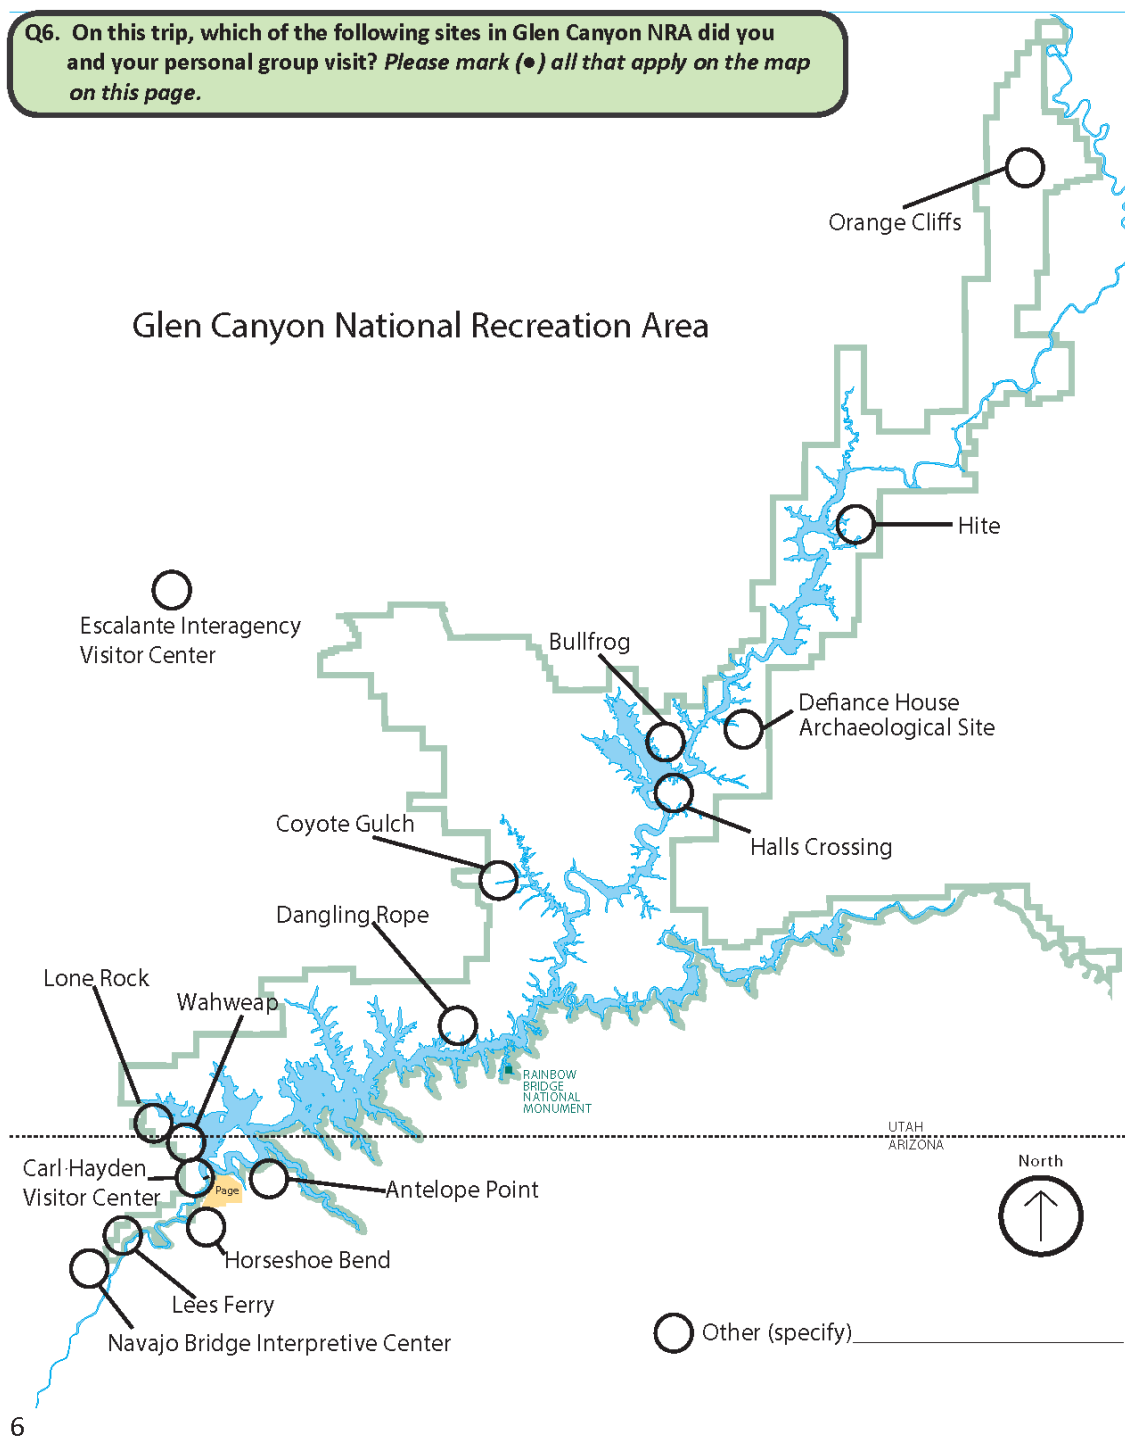 Q6. On this trip, which of the following sites in Glen Canyon NRA did you
and your personal group visit? Please mark (●) all that apply on the map
on this page.
Orange Cliffs
Glen Canyon National Recreation Area
Hite
Escalante Interagency
Visitor Center
Bullfrog
Defiance House
Archaeological Site
Coyote Gulch
Halls Crossing
Dangling Rope
Lone Rock
Wahweap
RAINBOW
BRIDGE
NATIONAL
MONUMENT
UTAH
ARIZONA
North
Carl Hayden
Visitor Center
Page
Antelope Point
Horseshoe Bend
Lees Ferry
Navajo Bridge Interpretive Center
Other (specify)
6